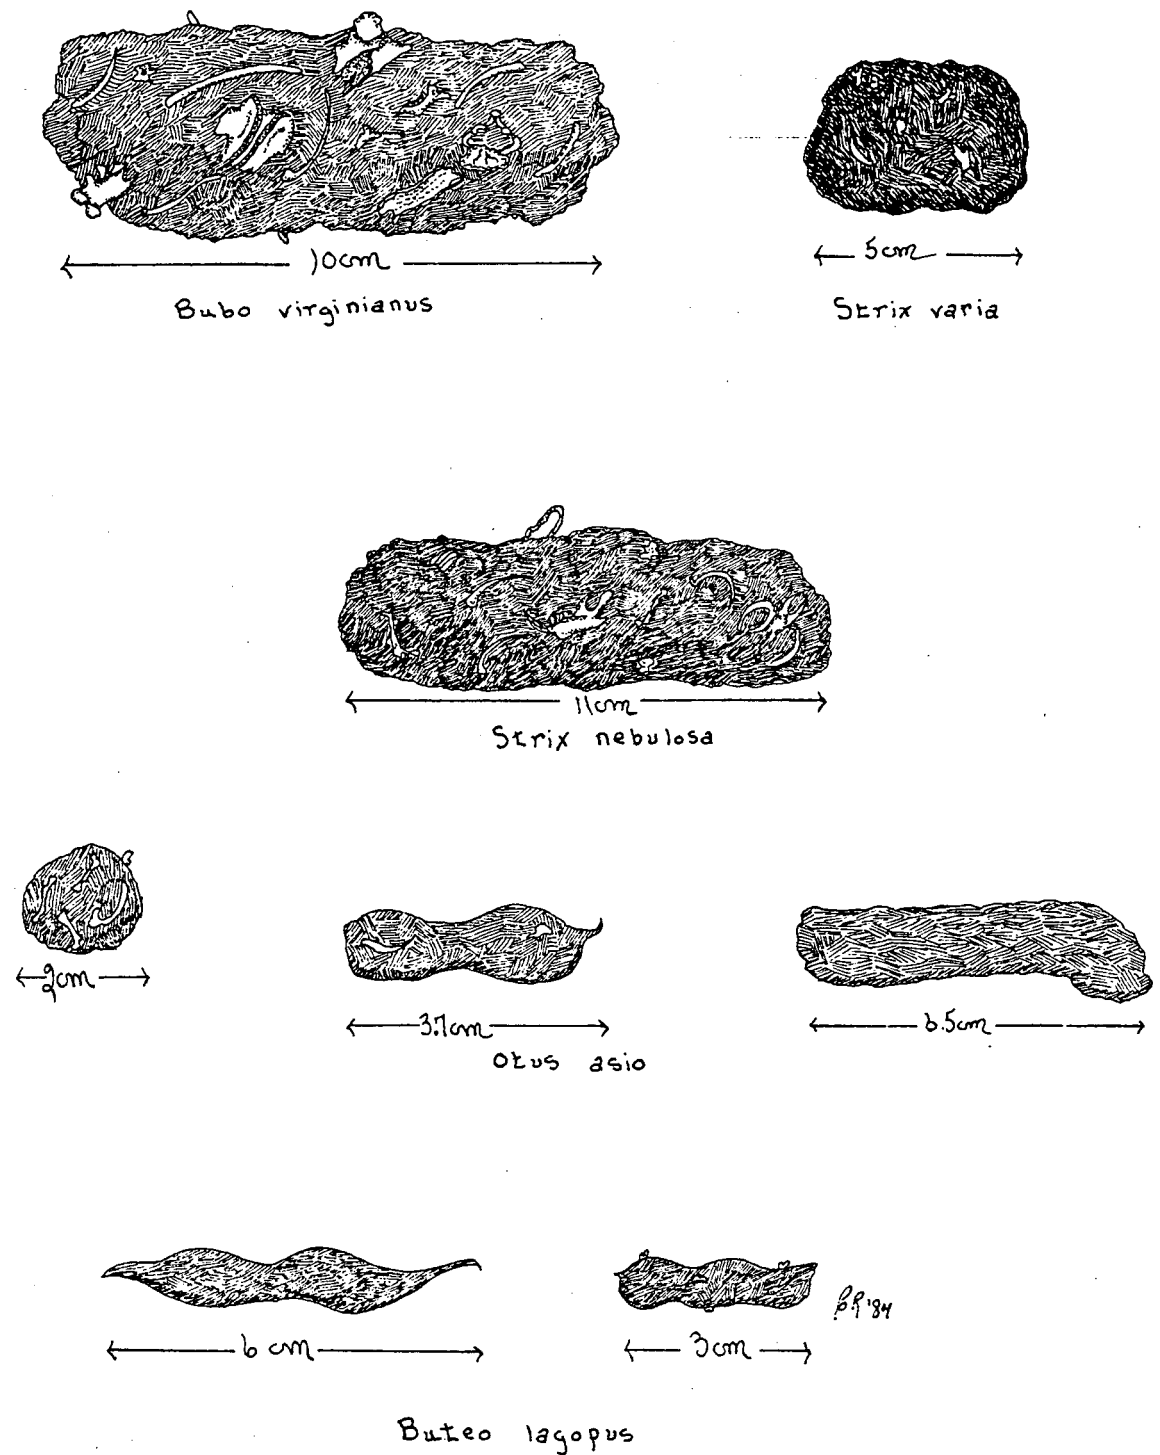 10cm
5cm
Bubo virginianus
Strix varia
11cm
Strix nebulosa
2cm
3.7cm
6.5cm
Otus asio
6 cm
3cm
Buteo lagopus